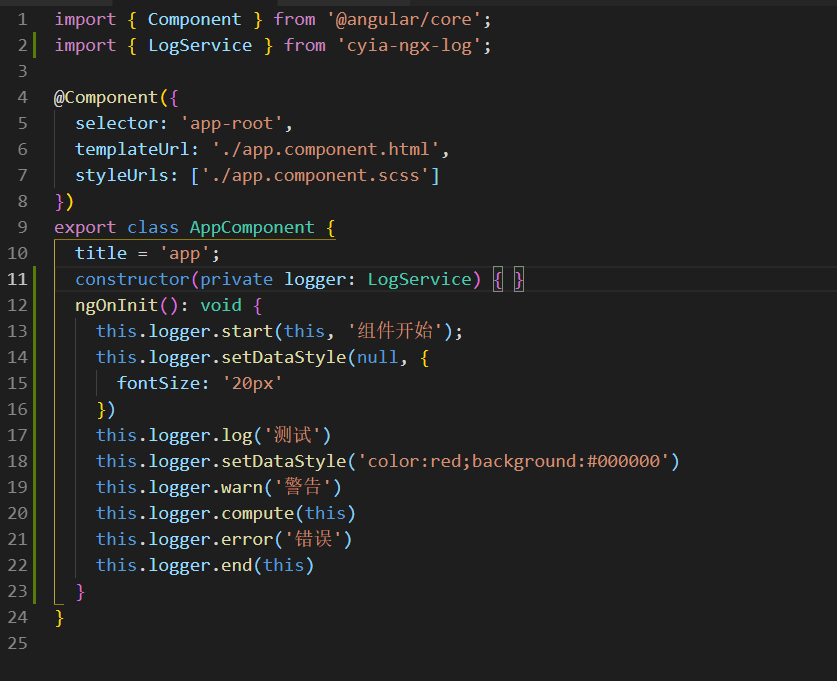 1 import { Component } from '@angular/core';
2 import { LogService } from 'cyia-ngx-log';
3
4 @Component({
5   selector: 'app-root',
6   templateUrl: './app.component.html',
7   styleUrls: ['./app.component.scss']
8 })
9 export class AppComponent {
10   title = 'app';
11   constructor(private logger: LogService) { }
12   ngOnInit(): void {
13     this.logger.start(this, '组件开始');
14     this.logger.setDataStyle(null, {
15       fontSize: '20px'
16     })
17     this.logger.log('测试')
18     this.logger.setDataStyle('color:red;background:#000000')
19     this.logger.warn('警告')
20     this.logger.compute(this)
21     this.logger.error('错误')
22     this.logger.end(this)
23   }
24 }
25